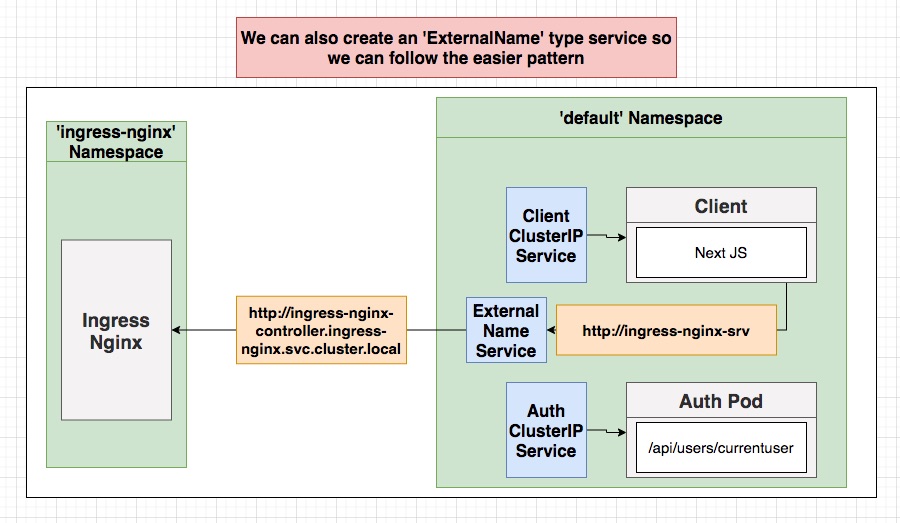 We can also create an 'ExternalName' type service so
we can follow the easier pattern
'ingress-nginx'
Namespace
'default' Namespace
Client
ClusterIP
Service
Client
Next JS
Ingress
Nginx
http://ingress-nginx-
controller.ingress-
nginx.svc.cluster.local
External
Name
Service
http://ingress-nginx-srv
Auth
ClusterIP
Service
Auth Pod
/api/users/currentuser